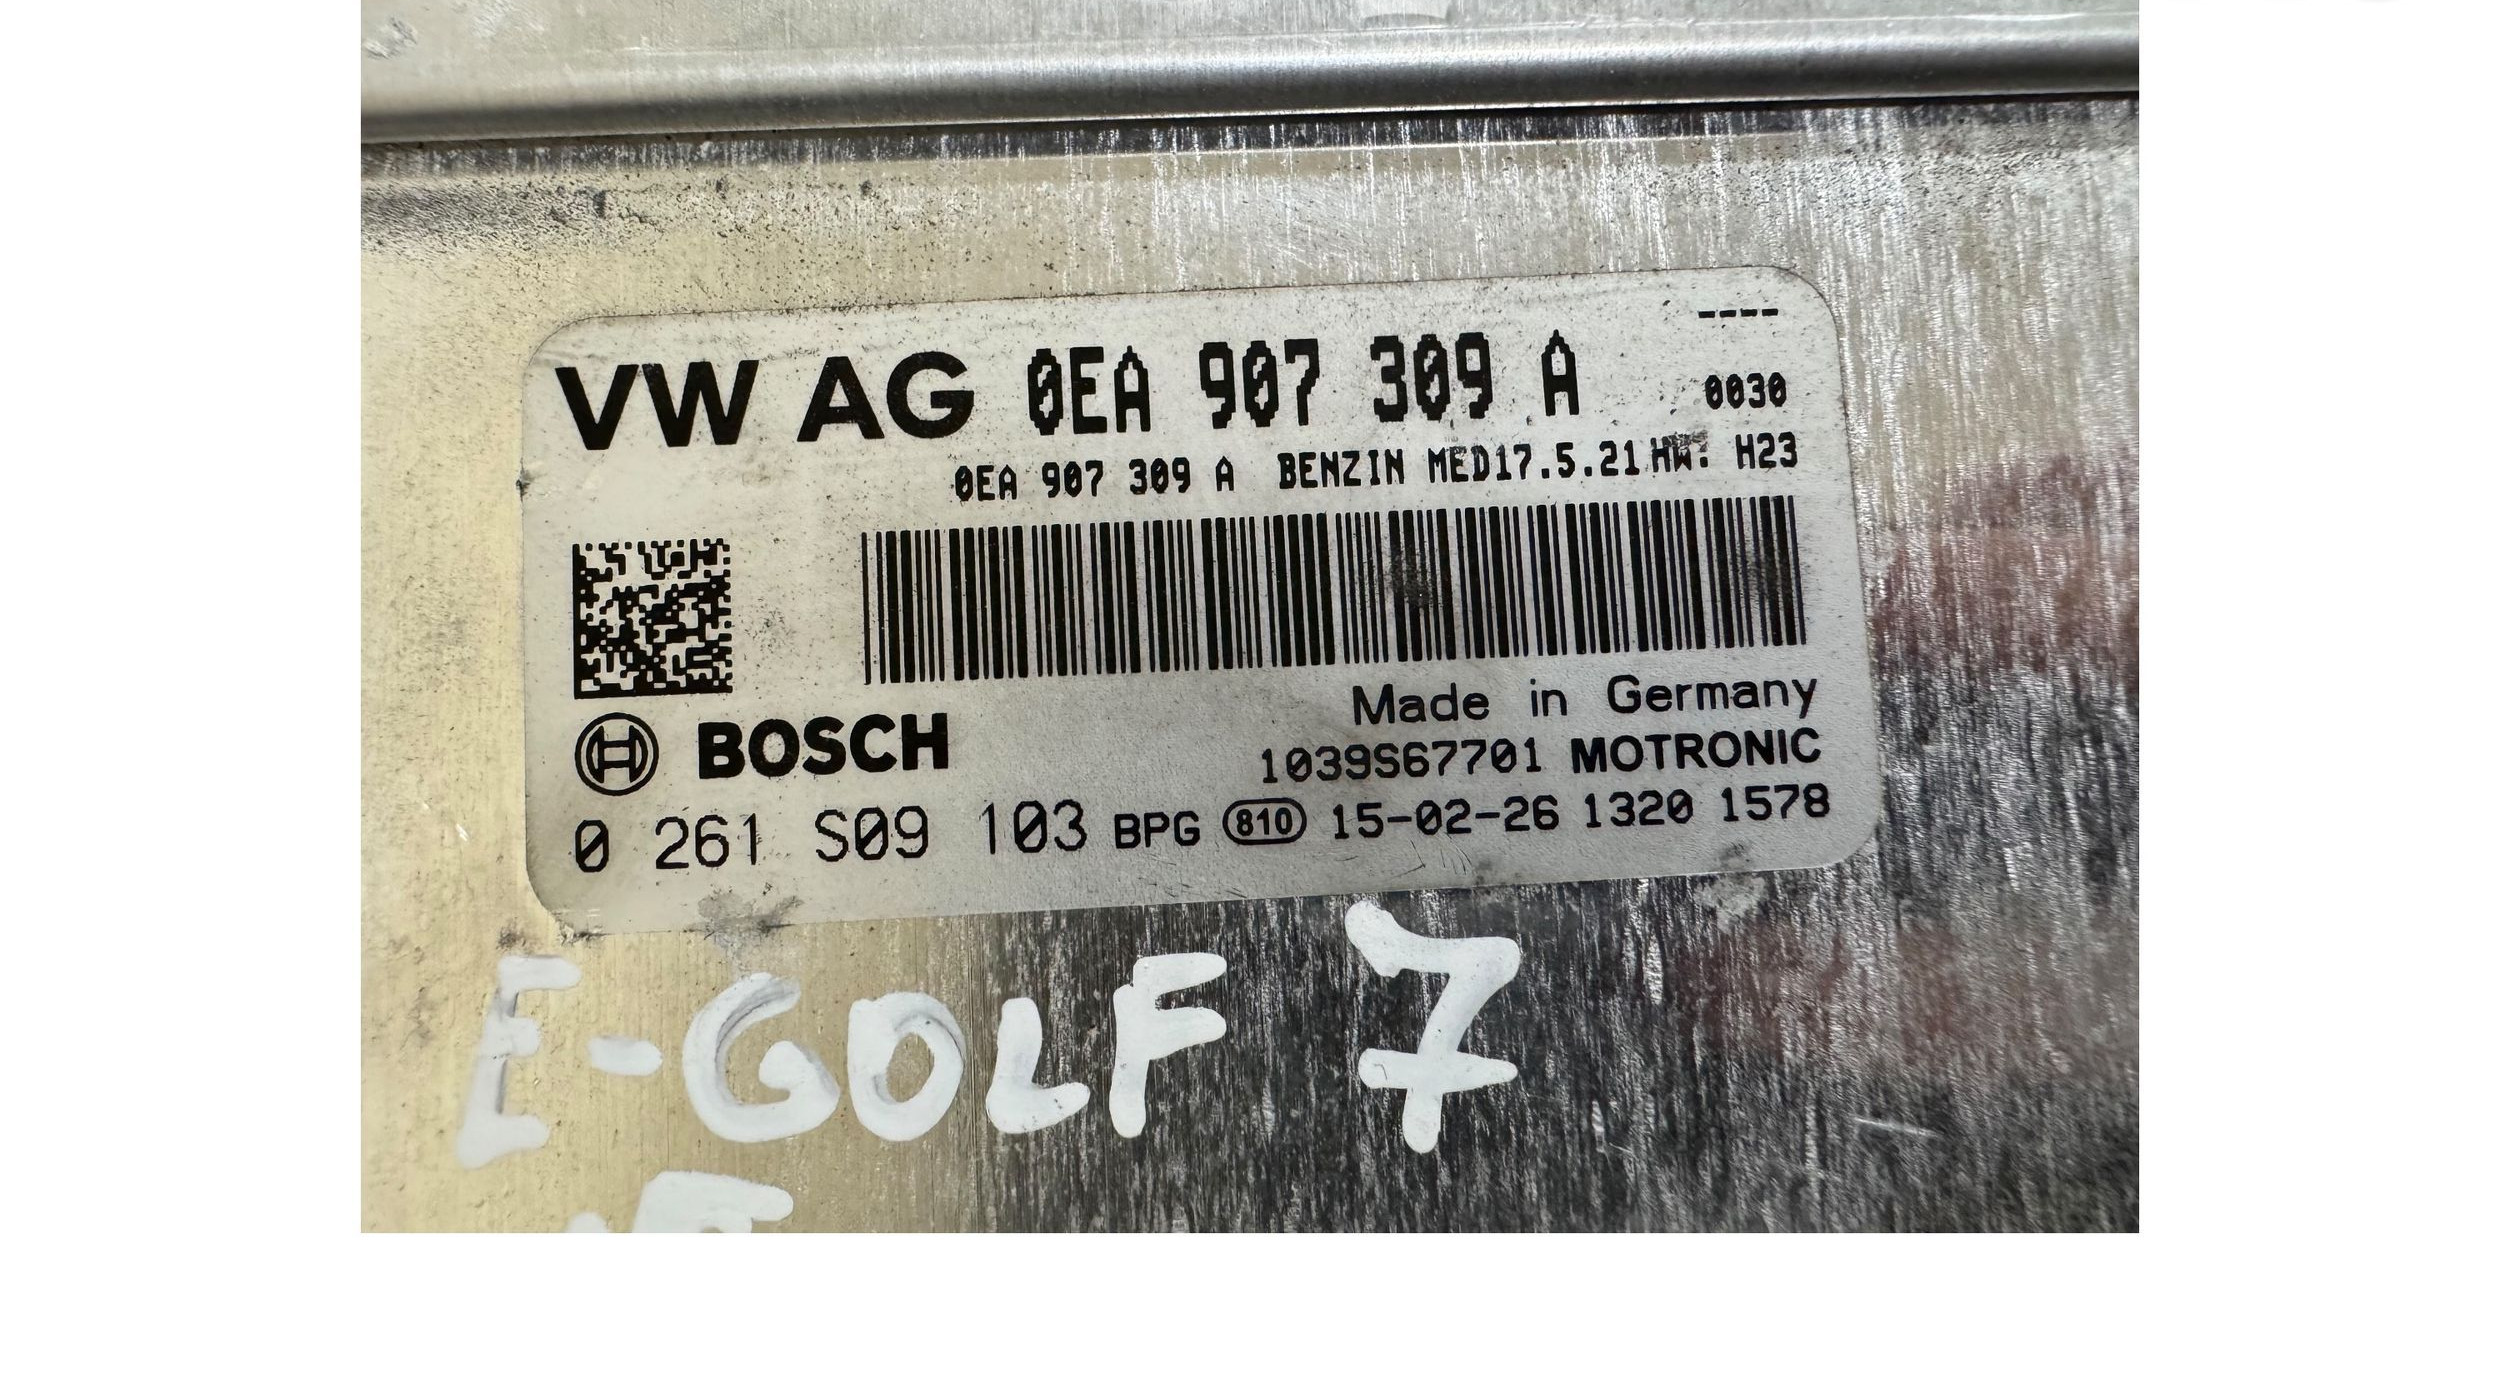 ----
VW AG 0EA 907 309 A 0030
0EA 907 309 A BENZIN MED17.5.21 HW: H23
Made in Germany
BOSCH 1039S67701 MOTRONIC
0 261 S09 103 BPG 810 15-02-26 1320 1578
E-GOLF 7